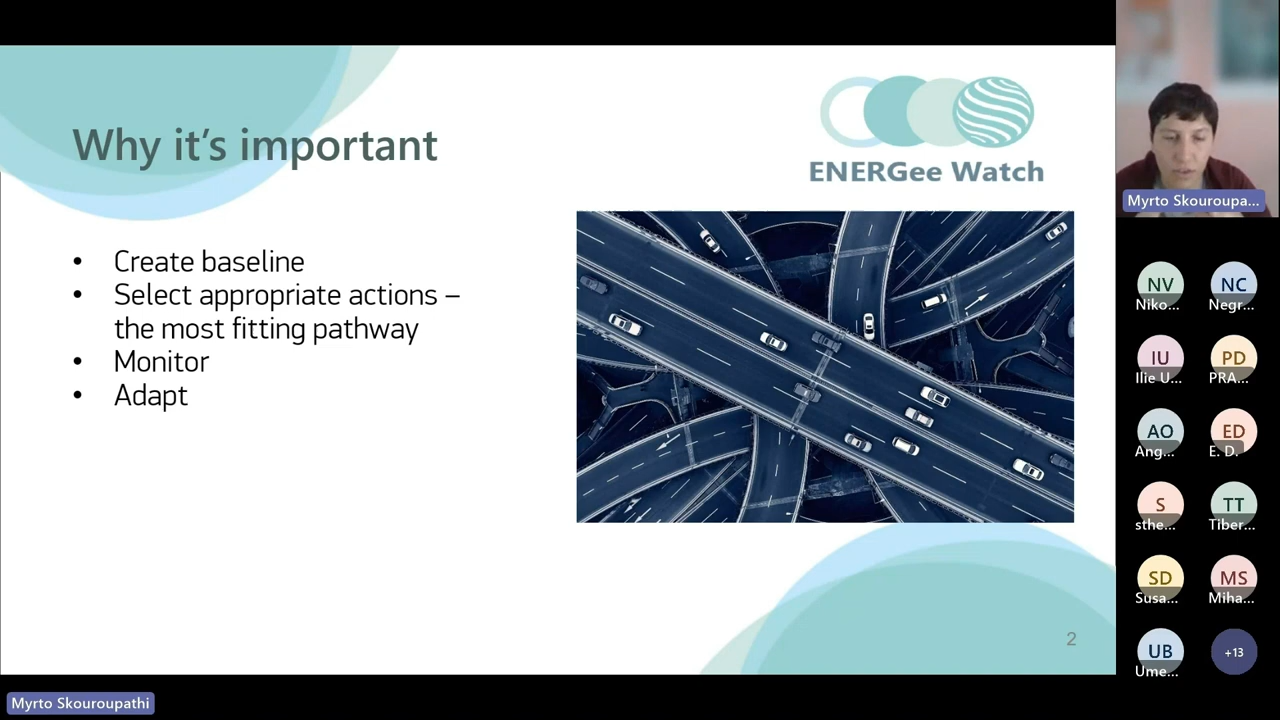 Why it's important
ENERGee Watch
• Create baseline
• Select appropriate actions –
the most fitting pathway
• Monitor
• Adapt
2
Myrto Skouroupathi
Myrto Skouroupa...
NV
Niko...
NC
Negr...
IU
Ilie U...
PD
PRA...
AO
Ang...
ED
E. D.
S
sthe...
TT
Tiber...
SD
Susa...
MS
Miha...
UB
Ume...
+13